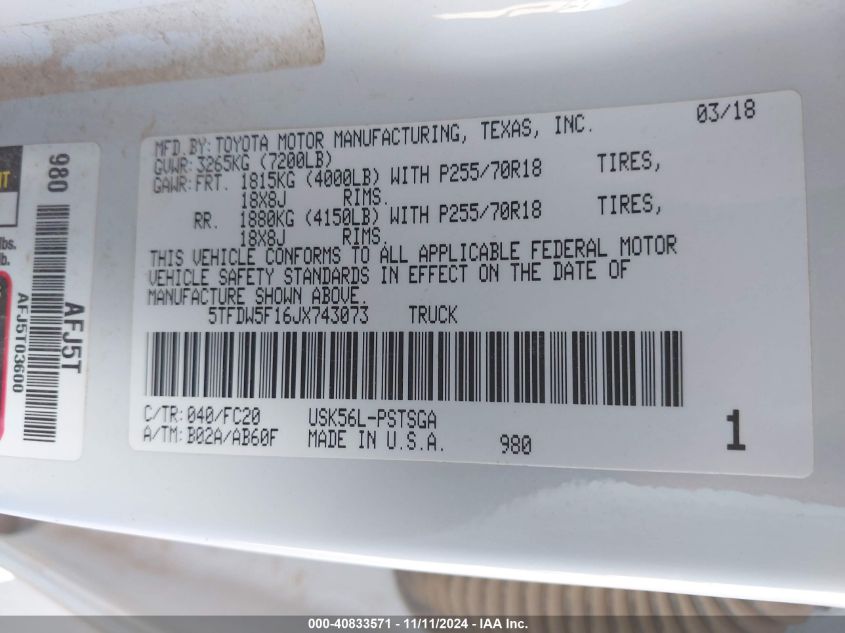 MFD.BY:TOYOTA MOTOR MANUFACTURING, TEXAS, INC. 03/18
GVWR:3265KG (7200LB)
GAWR:FRT. 1815KG (4000LB) WITH P255/70R18 TIRES,
18X8J RIMS.
RR. 1880KG (4150LB) WITH P255/70R18 TIRES,
18X8J RIMS.
THIS VEHICLE CONFORMS TO ALL APPLICABLE FEDERAL MOTOR
VEHICLE SAFETY STANDARDS IN EFFECT ON THE DATE OF
MANUFACTURE SHOWN ABOVE.
5TFDW5F16JX743073 TRUCK
C/TR:040/FC20 USK56L-PSTSGA
A/TM:B02A/AB60F MADE IN U.S.A. 980 1
980
AFJ5T
AFJ5T03600
lbs.
lb.
000-40833571 - 11/11/2024 - IAA Inc.